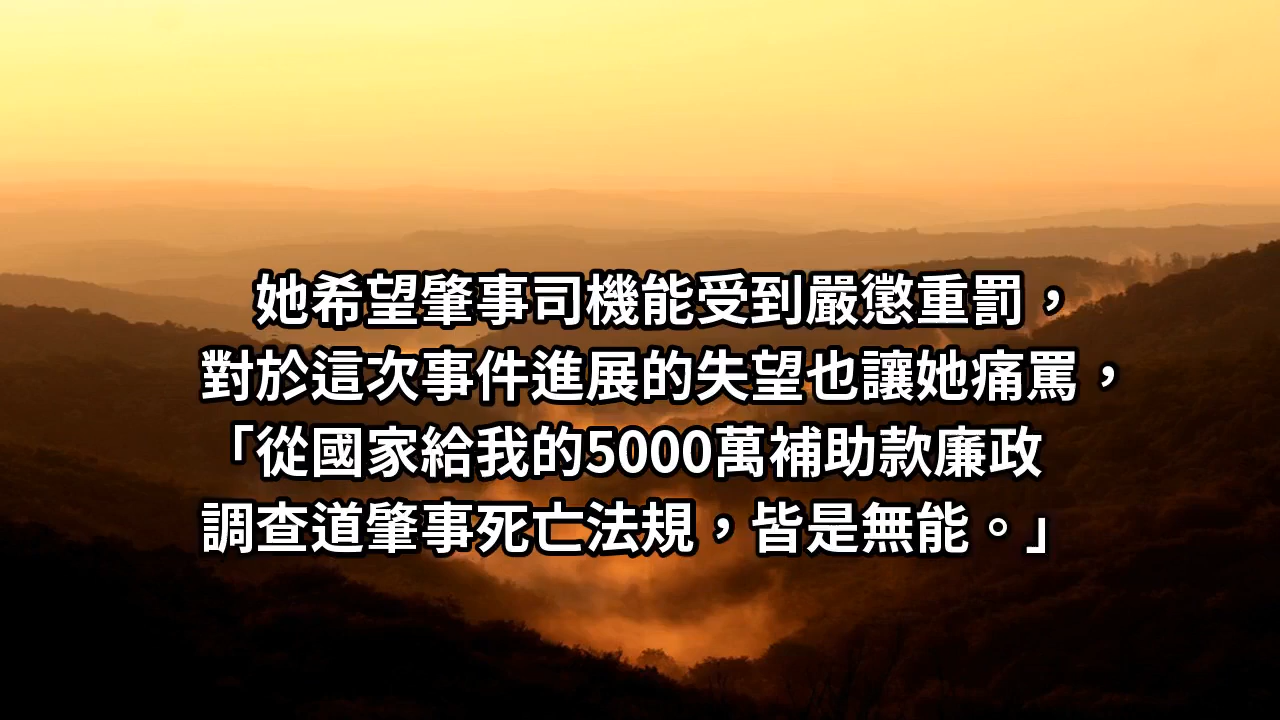 她希望肇事司機能受到嚴懲重罰，
對於這次事件進展的失望也讓她痛罵，
「從國家給我的5000萬補助款廉政
調查道肇事死亡法規，皆是無能。」